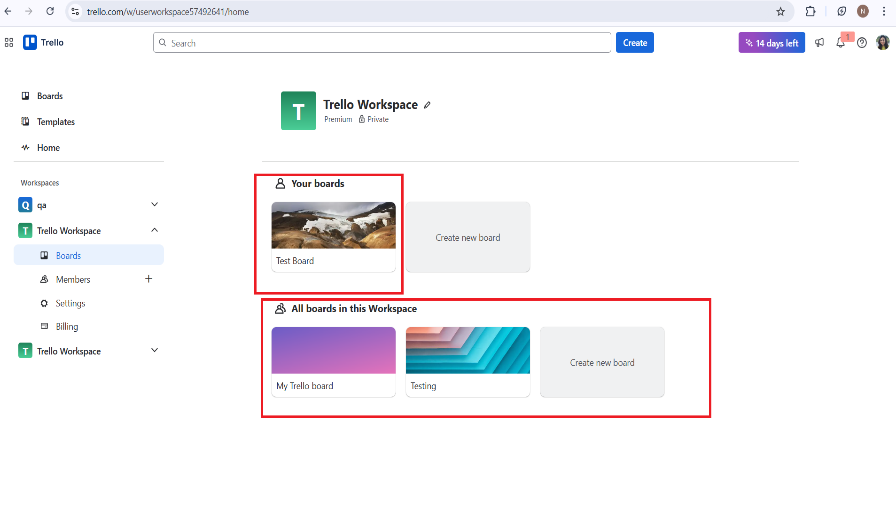 trello.com/w/userworkspace57492641/home
N
Trello
Search
Create
14 days left
1
Boards
Templates
Home
Workspaces
Q qa
T Trello Workspace
Boards
Members
Settings
Billing
T Trello Workspace
T
Trello Workspace
Premium Private
Your boards
Test Board
Create new board
All boards in this Workspace
My Trello board
Testing
Create new board